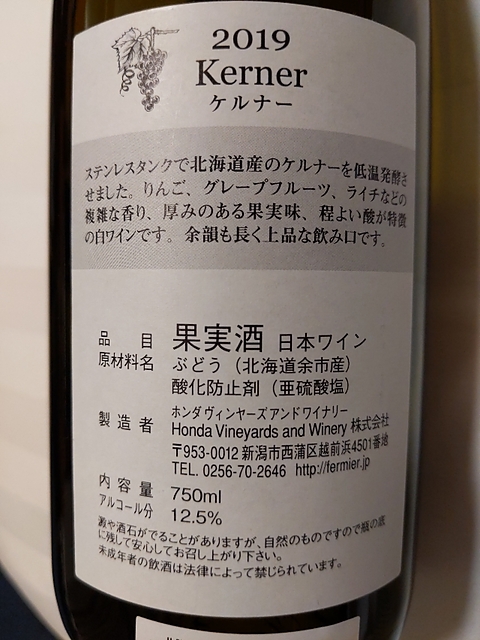 2019
Kerner
ケルナー
ステンレスタンクで北海道産のケルナーを低温発酵さ
せました。りんご、グレープフルーツ、ライチなどの
複雑な香り、厚みのある果実味、程よい酸が特徴
の白ワインです。余韻も長く上品な飲み口です。
品目 果実酒 日本ワイン
原材料名 ぶどう（北海道余市産）
酸化防止剤（亜硫酸塩）
ホンダヴィンヤーズアンドワイナリー
製造者 Honda Vineyards and Winery 株式会社
〒953-0012 新潟市西蒲区越前浜4501番地
TEL. 0256-70-2646 http://fermier.jp
内容量 750ml
アルコール分 12.5%
澱や酒石がでることがありますが、自然のものですので瓶の底
に残して安心してお召し上がり下さい。
未成年者の飲酒は法律によって禁じられています。